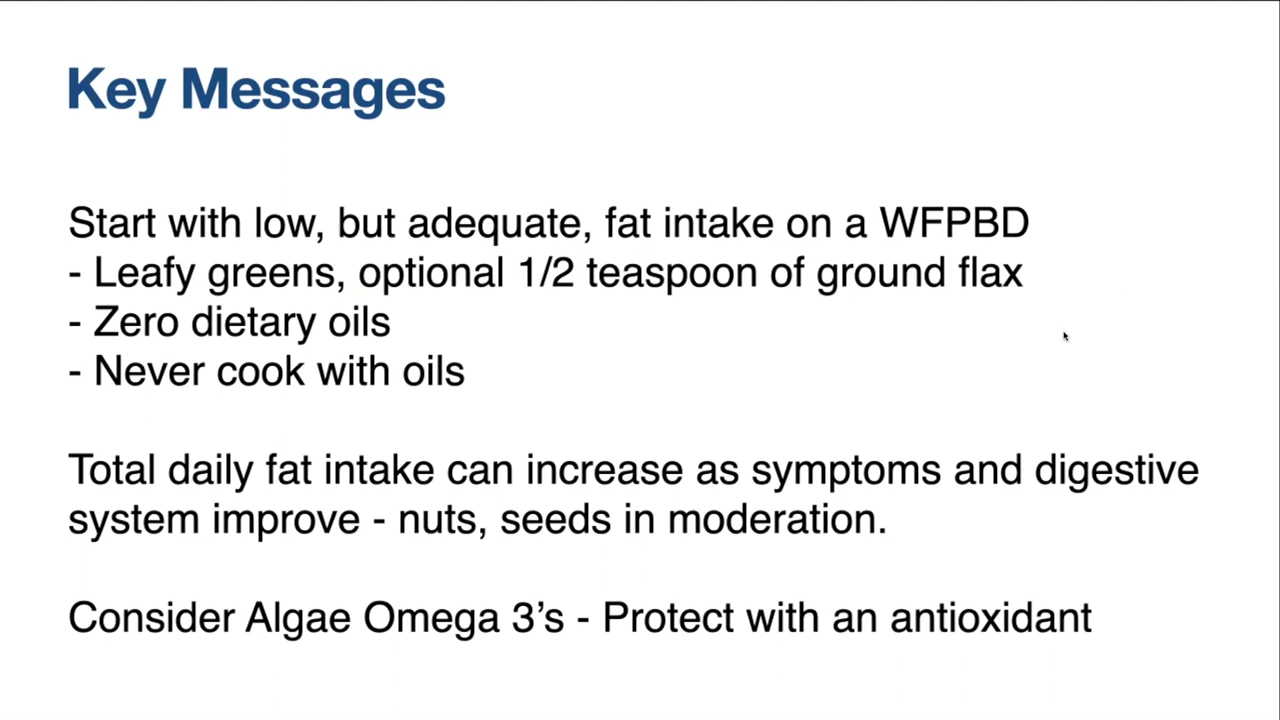 Key Messages
Start with low, but adequate, fat intake on a WFPBD
- Leafy greens, optional 1/2 teaspoon of ground flax
- Zero dietary oils
- Never cook with oils
Total daily fat intake can increase as symptoms and digestive
system improve - nuts, seeds in moderation.
Consider Algae Omega 3’s - Protect with an antioxidant